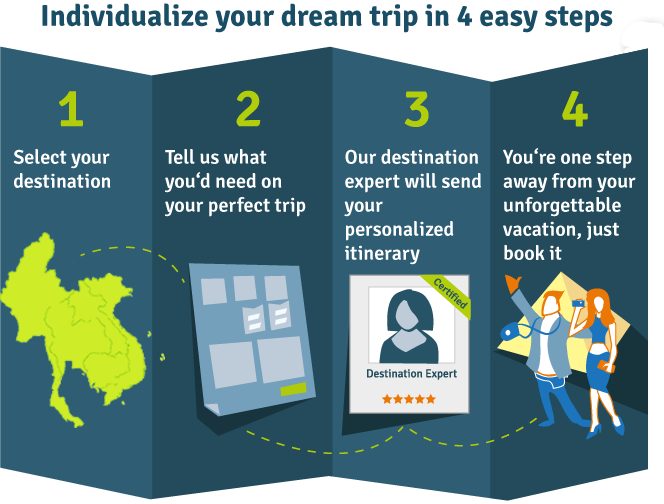 Individualize your dream trip in 4 easy steps
1
Select your
destination
2
Tell us what
you‘d need on
your perfect trip
3
Our destination
expert will send
your
personalized
itinerary
Certified
Destination Expert
4
You‘re one step
away from your
unforgettable
vacation, just
book it